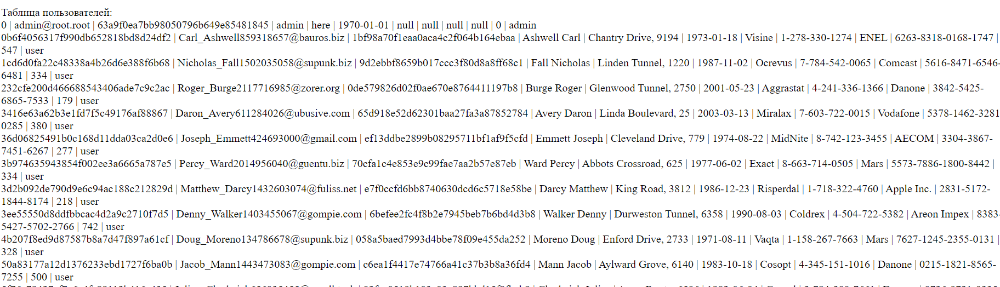 Таблица пользователей:
0 | admin@root.root | 63a9f0ea7bb98050796b649e85481845 | admin | here | 1970-01-01 | null | null | null | null | 0 | admin
0b6f4056317f990db652818bd8d24df2 | Carl_Ashwell859318657@bauros.biz | 1bf98a70f1eaa0aca4c2f064b164ebaa | Ashwell Carl | Chantry Drive, 9194 | 1973-01-18 | Visine | 1-278-330-1274 | ENEL | 6263-8318-0168-1747 |
547 | user
1cd6d0fa22c48338a4b26d6e388f6b68 | Nicholas_Fall1502035058@supunk.biz | 9d2ebbf8659b017ccc3f80d8a8ff68c1 | Fall Nicholas | Linden Tunnel, 1220 | 1987-11-02 | Ocrevus | 7-784-542-0065 | Comcast | 5616-8471-6546-
6481 | 334 | user
232cfe200d466688543406ade7c9c2ac | Roger_Burge2117716985@zorer.org | 0de579826d02f0ae670e8764411197b8 | Burge Roger | Glenwood Tunnel, 2750 | 2001-05-23 | Aggrastat | 4-241-336-1366 | Danone | 3842-5425-
6865-7533 | 179 | user
3416e63a62b3e1fd7f5c49176af88867 | Daron_Avery611284026@ubusive.com | 65d918e52d62301baa27fa3a87852784 | Avery Daron | Linda Boulevard, 25 | 2003-03-13 | Miralax | 7-603-722-0015 | Vodafone | 5378-1462-3281
0285 | 380 | user
36d06825491b0c168d11dda03ca2d0e6 | Joseph_Emmett424693000@gmail.com | ef13ddbe2899b08295711bf1af9f5cfd | Emmett Joseph | Cleveland Drive, 779 | 1974-08-22 | MidNite | 8-742-123-3455 | AECOM | 3304-3867-
7451-6267 | 277 | user
3b974635943854f002ee3a6665a787e5 | Percy_Ward2014956040@guentu.biz | 70cfa1c4e853e9c99fae7aa2b57e87eb | Ward Percy | Abbots Crossroad, 625 | 1977-06-02 | Exact | 8-663-714-0505 | Mars | 5573-7886-1800-8442 |
334 | user
3d2b092de790d9e6c94ac188c212829d | Matthew_Darcy1432603074@fuliss.net | e7f0ccfd6bb8740630dcd6c5718e58be | Darcy Matthew | King Road, 3812 | 1986-12-23 | Risperdal | 1-718-322-4760 | Apple Inc. | 2831-5172-
1844-8174 | 218 | user
3ee55550d8ddfbbcac4d2a9c2710f7d5 | Denny_Walker1403455067@gompie.com | 6befee2fc4f8b2e7945beb7b6bd4d3b8 | Walker Denny | Durweston Tunnel, 6358 | 1990-08-03 | Coldrex | 4-504-722-5382 | Areon Impex | 8383-
5427-5702-2766 | 742 | user
4b207f8ed9d87587b8a7d47f897a61cf | Doug_Moreno134786678@supunk.biz | 058a5baed7993d4bbe78f09e455da252 | Moreno Doug | Enford Drive, 2733 | 1971-08-11 | Vaqta | 1-158-267-7663 | Mars | 7627-1245-2355-0131 |
328 | user
50a83177a12d1376233ebd1727f6ba0b | Jacob_Mann1443473083@gompie.com | c6ea1f4417e74766a41c37b3b8a36fd4 | Mann Jacob | Aylward Grove, 6140 | 1983-10-18 | Cosopt | 4-345-151-1016 | Danone | 0215-1821-8565-
7255 | 500 | user